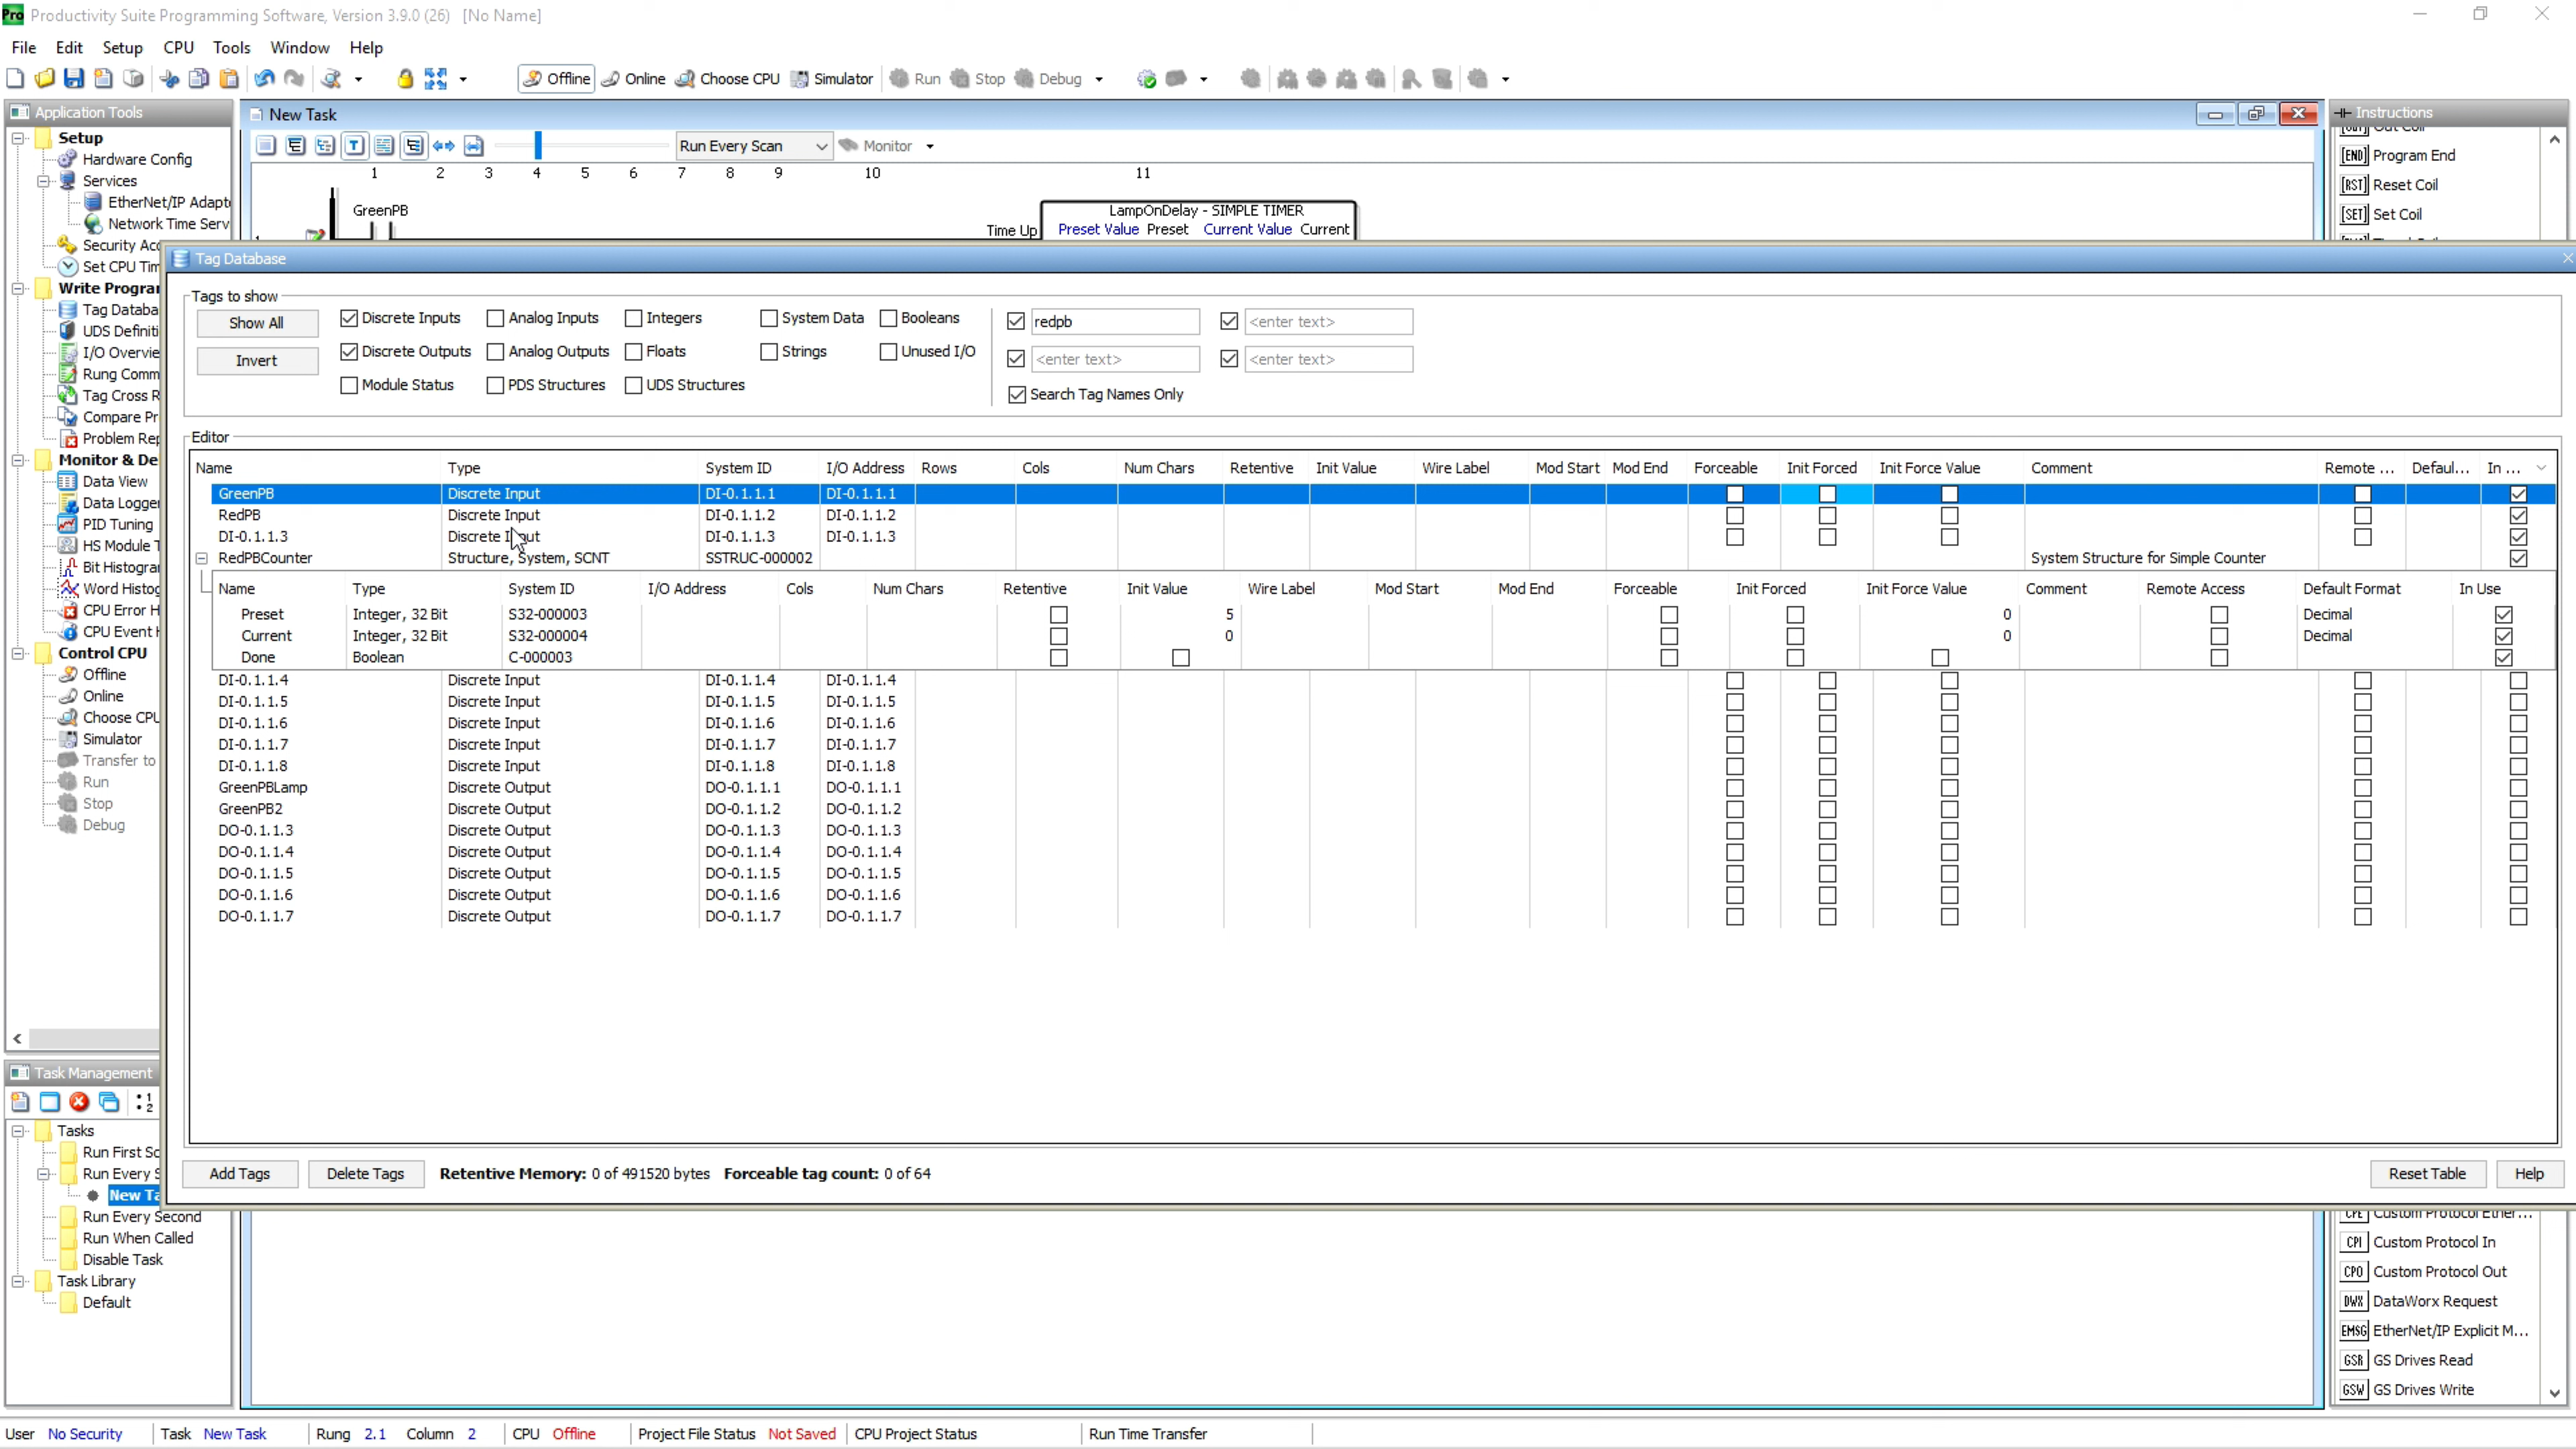 Pro Productivity Suite Programming Software, Version 3.9.0 (26) [No Name]
File Edit Setup CPU Tools Window Help
Offline Online Choose CPU Simulator Run Stop Debug
Application Tools
Setup
Hardware Config
Services
EtherNet/IP Adapt
Network Time Serv
Security Acc
Set CPU Tim
Write Progra
Tag Databa
UDS Definiti
I/O Overvie
Rung Comm
Tag Cross R
Compare Pr
Problem Rep
Monitor & De
Data View
Data Logger
PID Tuning
HS Module T
Bit Histogra
Word Histog
CPU Error H
CPU Event H
Control CPU
Offline
Online
Choose CPU
Simulator
Transfer to
Run
Stop
Debug
Task Management
Tasks
Run First Sc
Run Every S
New Ta
Run Every Second
Run When Called
Disable Task
Task Library
Default
New Task
Run Every Scan Monitor
1 2 3 4 5 6 7 8 9 10 11
GreenPB
LampOnDelay - SIMPLE TIMER
Time Up Preset Value Preset Current Value Current
Instructions
Out Coil
[END] Program End
[RST] Reset Coil
[SET] Set Coil
Tag Database
Tags to show
Show All
Invert
Discrete Inputs Analog Inputs Integers System Data Booleans
Discrete Outputs Analog Outputs Floats Strings Unused I/O
Module Status PDS Structures UDS Structures
redpb <enter text>
<enter text> <enter text>
Search Tag Names Only
Editor
Name Type System ID I/O Address Rows Cols Num Chars Retentive Init Value Wire Label Mod Start Mod End Forceable Init Forced Init Force Value Comment Remote ... Defaul... In ...
GreenPB Discrete Input DI-0.1.1.1 DI-0.1.1.1
RedPB Discrete Input DI-0.1.1.2 DI-0.1.1.2
DI-0.1.1.3 Discrete Input DI-0.1.1.3 DI-0.1.1.3
RedPBCounter Structure, System, SCNT SSTRUC-000002 System Structure for Simple Counter
Name Type System ID I/O Address Cols Num Chars Retentive Init Value Wire Label Mod Start Mod End Forceable Init Forced Init Force Value Comment Remote Access Default Format In Use
Preset Integer, 32 Bit S32-000003 5 0 Decimal
Current Integer, 32 Bit S32-000004 0 0 Decimal
Done Boolean C-000003
DI-0.1.1.4 Discrete Input DI-0.1.1.4 DI-0.1.1.4
DI-0.1.1.5 Discrete Input DI-0.1.1.5 DI-0.1.1.5
DI-0.1.1.6 Discrete Input DI-0.1.1.6 DI-0.1.1.6
DI-0.1.1.7 Discrete Input DI-0.1.1.7 DI-0.1.1.7
DI-0.1.1.8 Discrete Input DI-0.1.1.8 DI-0.1.1.8
GreenPBLamp Discrete Output DO-0.1.1.1 DO-0.1.1.1
GreenPB2 Discrete Output DO-0.1.1.2 DO-0.1.1.2
DO-0.1.1.3 Discrete Output DO-0.1.1.3 DO-0.1.1.3
DO-0.1.1.4 Discrete Output DO-0.1.1.4 DO-0.1.1.4
DO-0.1.1.5 Discrete Output DO-0.1.1.5 DO-0.1.1.5
DO-0.1.1.6 Discrete Output DO-0.1.1.6 DO-0.1.1.6
DO-0.1.1.7 Discrete Output DO-0.1.1.7 DO-0.1.1.7
Add Tags Delete Tags Retentive Memory: 0 of 491520 bytes Forceable tag count: 0 of 64 Reset Table Help
CPE Custom Protocol Ether...
CPI Custom Protocol In
CPO Custom Protocol Out
DWX DataWorx Request
EMSG EtherNet/IP Explicit M...
GSR GS Drives Read
GSW GS Drives Write
User No Security Task New Task Rung 2.1 Column 2 CPU Offline Project File Status Not Saved CPU Project Status Run Time Transfer